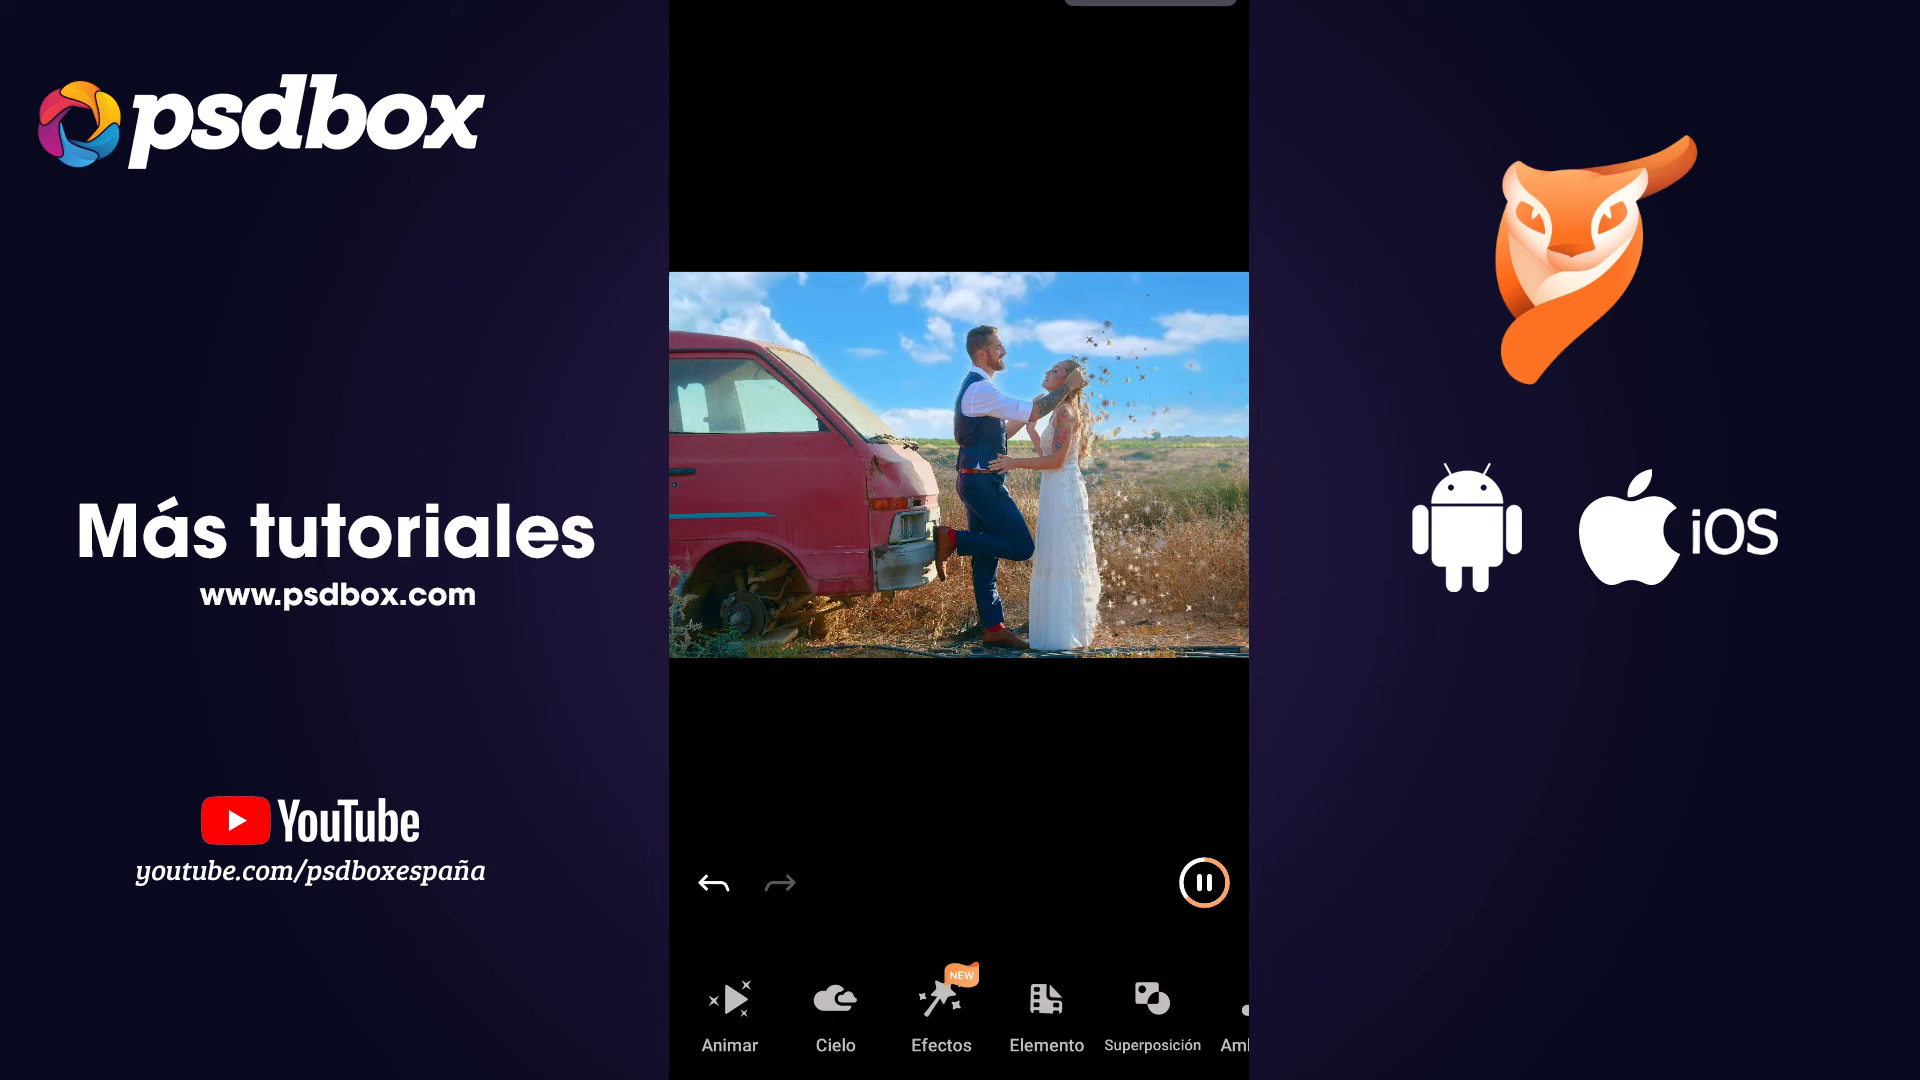 psdbox
Más tutoriales
www.psdbox.com
YouTube
youtube.com/psdboxespaña
iOS
NEW
Animar
Cielo
Efectos
Elemento
Superposición